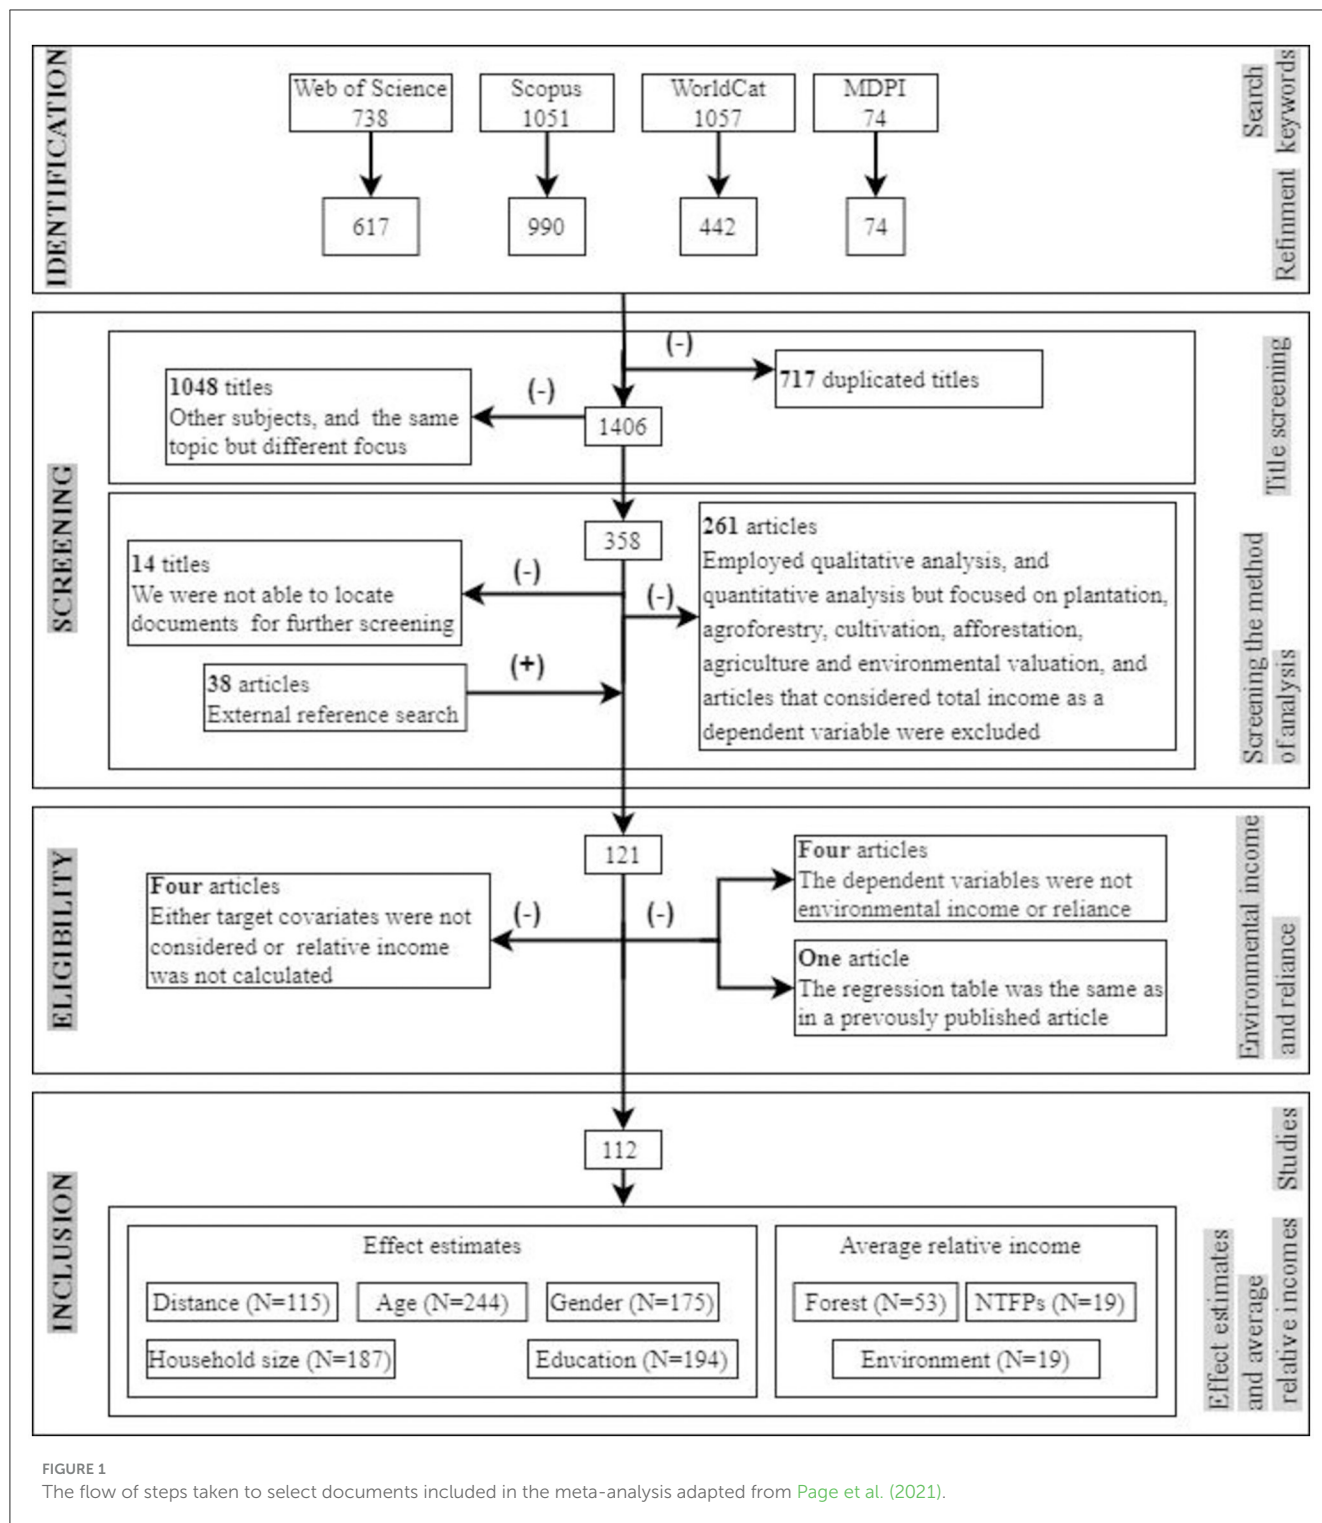 IDENTIFICATION
Web of Science
738
Scopus
1051
WorldCat
1057
MDPI
74
Search
keywords
617
990
442
74
Refinment
SCREENING
(-)
717 duplicated titles
1048 titles
Other subjects, and the same
topic but different focus
(-)
1406
Title screening
358
14 titles
We were not able to locate
documents for further screening
(-)
(-)
261 articles
Employed qualitative analysis, and
quantitative analysis but focused on plantation,
agroforestry, cultivation, afforestation,
agriculture and environmental valuation, and
articles that considered total income as a
dependent variable were excluded
38 articles
External reference search
(+)
Screening the method
of analysis
ELIGIBILITY
121
Four articles
Either target covariates were not
considered or relative income
was not calculated
(-)
(-)
Four articles
The dependent variables were not
environmental income or reliance
One article
The regression table was the same as
in a prevously published article
Environmental income
and reliance
INCLUSION
112
Studies
Effect estimates
Distance (N=115)
Age (N=244)
Gender (N=175)
Household size (N=187)
Education (N=194)
Average relative income
Forest (N=53)
NTFPs (N=19)
Environment (N=19)
Effect estimates
and average
relative incomes
FIGURE 1
The flow of steps taken to select documents included in the meta-analysis adapted from Page et al. (2021).